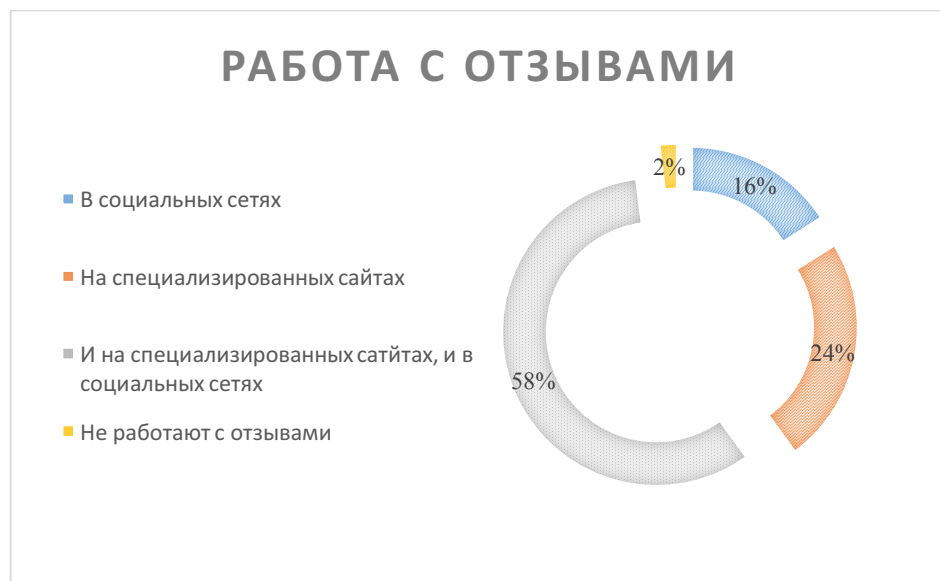 РАБОТА С ОТЗЫВАМИ
В социальных сетях
На специализированных сайтах
И на специализированных сатйтах, и в
социальных сетях
Не работают с отзывами
2%
16%
24%
58%